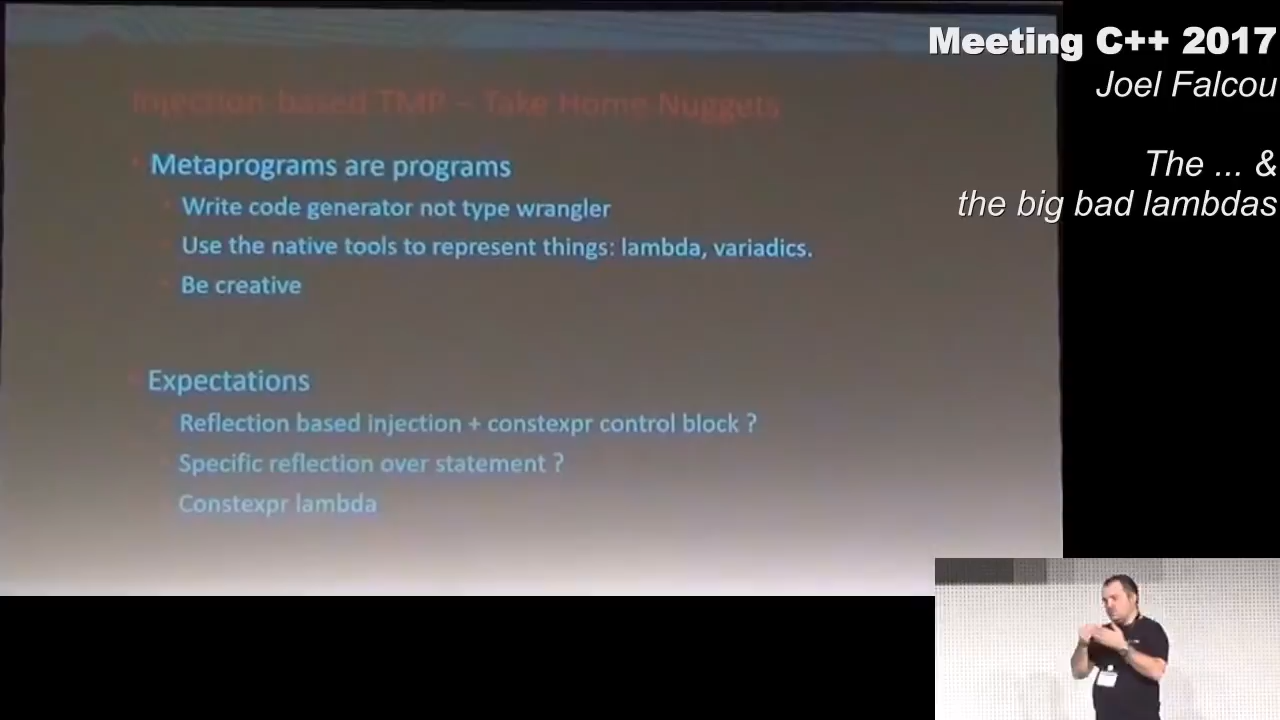 Meeting C++ 2017
Joel Falcou
The ... &
the big bad lambdas
Injection based TMP – Take Home Nuggets
Metaprograms are programs
Write code generator not type wrangler
Use the native tools to represent things: lambda, variadics.
Be creative
Expectations
Reflection based injection + constexpr control block ?
Specific reflection over statement ?
Constexpr lambda